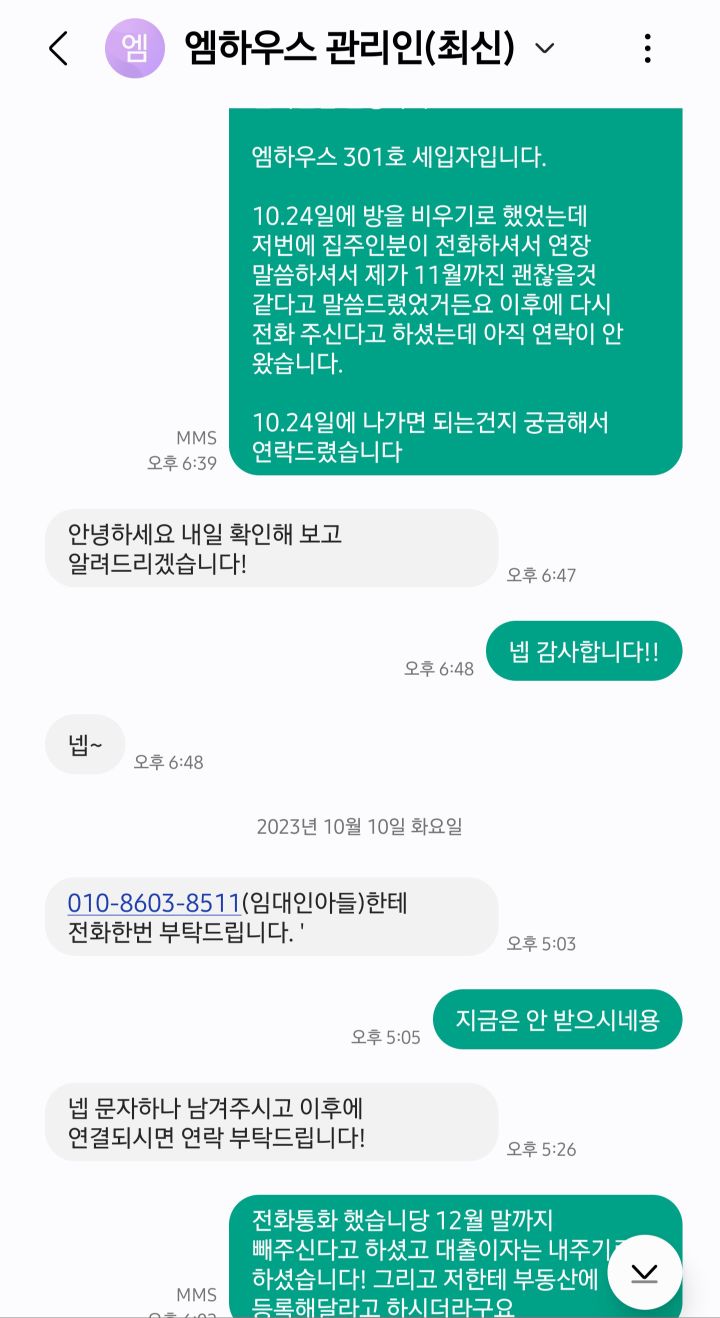 엠
엠하우스 관리인(최신)
엠하우스 301호 세입자입니다.
10.24일에 방을 비우기로 했었는데
저번에 집주인분이 전화하셔서 연장
말씀하셔서 제가 11월까진 괜찮을것
같다고 말씀드렸었거든요 이후에 다시
전화 주신다고 하셨는데 아직 연락이 안
왔습니다.
10.24일에 나가면 되는건지 궁금해서
연락드렸습니다
MMS
오후 6:39
안녕하세요 내일 확인해 보고
알려드리겠습니다!
오후 6:47
넵 감사합니다!!
오후 6:48
넵~
오후 6:48
2023년 10월 10일 화요일
010-8603-8511(임대인아들)한테
전화한번 부탁드립니다. '
오후 5:03
지금은 안 받으시네용
오후 5:05
넵 문자하나 남겨주시고 이후에
연결되시면 연락 부탁드립니다!
오후 5:26
전화통화 했습니당 12월 말까지
빼주신다고 하셨고 대출이자는 내주기
하셨습니다! 그리고 저한테 부동산에
등록해달라고 하시더라구요
MMS
오후